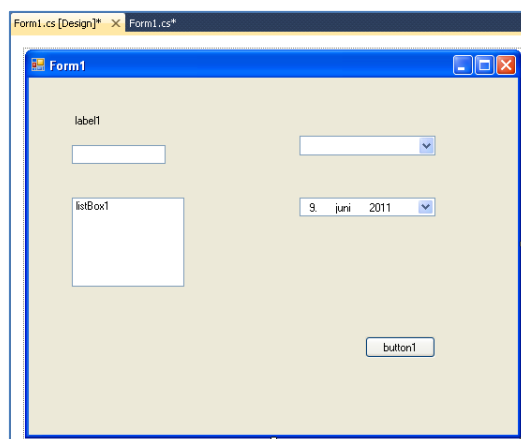 Form1.cs [Design]* Form1.cs*
Form1
label1
listBox1
9. juni 2011
button1